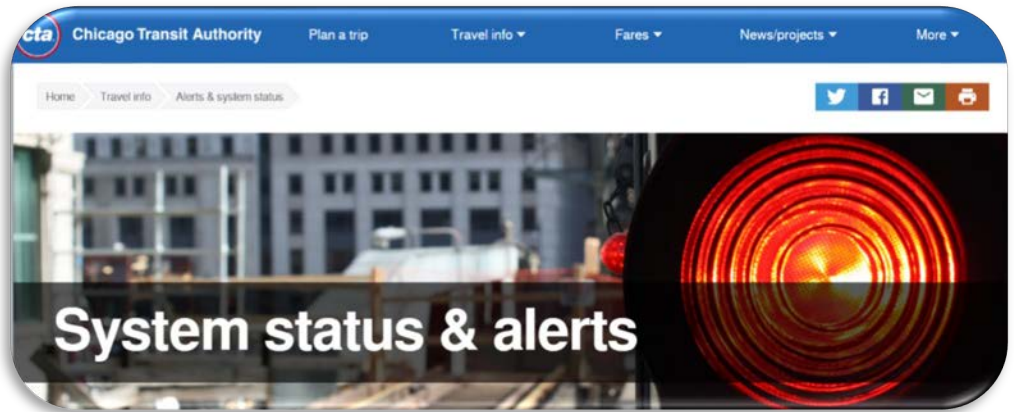 cta Chicago Transit Authority Plan a trip Travel info Fares News/projects More
Home Travel info Alerts & system status
System status & alerts